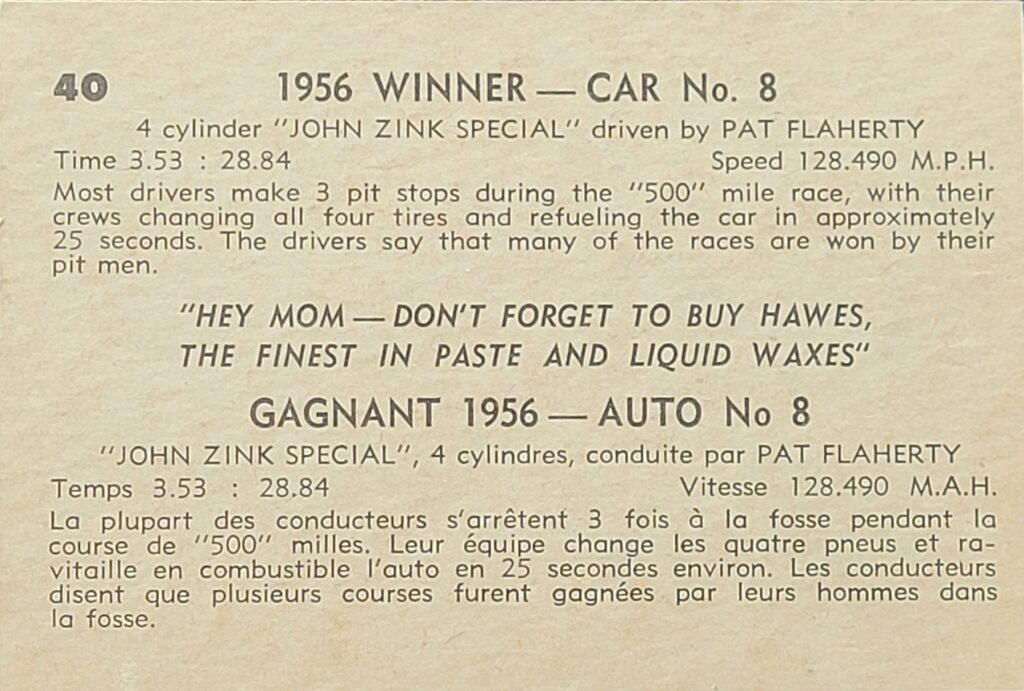 40 1956 WINNER — CAR No. 8
4 cylinder "JOHN ZINK SPECIAL" driven by PAT FLAHERTY
Time 3.53 : 28.84 Speed 128.490 M.P.H.
Most drivers make 3 pit stops during the "500" mile race, with their
crews changing all four tires and refueling the car in approximately
25 seconds. The drivers say that many of the races are won by their
pit men.
"HEY MOM — DON'T FORGET TO BUY HAWES,
THE FINEST IN PASTE AND LIQUID WAXES"
GAGNANT 1956 — AUTO No 8
"JOHN ZINK SPECIAL", 4 cylindres, conduite par PAT FLAHERTY
Temps 3.53 : 28.84 Vitesse 128.490 M.A.H.
La plupart des conducteurs s'arrêtent 3 fois à la fosse pendant la
course de "500" milles. Leur équipe change les quatre pneus et ra-
vitaille en combustible l'auto en 25 secondes environ. Les conducteurs
disent que plusieurs courses furent gagnées par leurs hommes dans
la fosse.